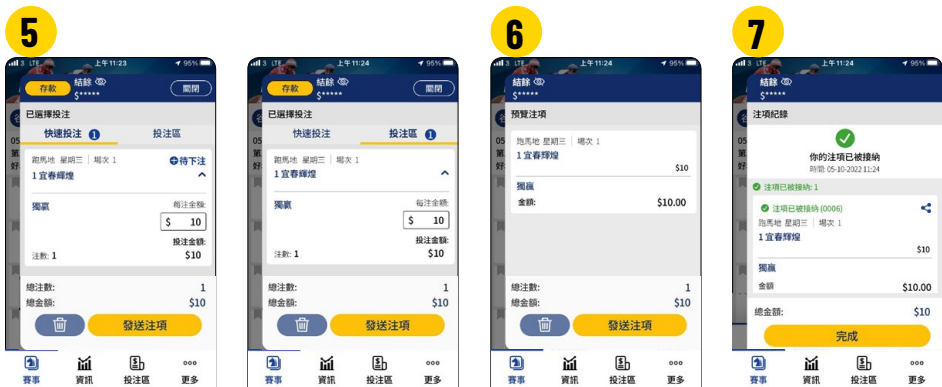 5
3 LTE 上午11:23 95%
存款 結餘 關閉
$*****
已選擇投注
快速投注 1 投注區
跑馬地 星期三 | 場次 1 待下注
1 宜春輝煌
獨贏 每注金額:
$ 10
投注金額:
注數: 1 $10
總注數: 1
總金額: $10
發送注項
賽事 資訊 投注區 更多
3 LTE 上午11:24 95%
存款 結餘 關閉
$*****
已選擇投注
快速投注 投注區 1
跑馬地 星期三 | 場次 1
1 宜春輝煌
獨贏 每注金額:
$ 10
投注金額:
注數: 1 $10
總注數: 1
總金額: $10
發送注項
賽事 資訊 投注區 更多
6
3 LTE 上午11:24 95%
結餘
$*****
預覽注項
跑馬地 星期三 | 場次 1
1 宜春輝煌
$10
獨贏
金額: $10.00
總注數: 1
總金額: $10
發送注項
賽事 資訊 投注區 更多
7
3 LTE 上午11:24 95%
結餘
$*****
注項紀錄
你的注項已被接納
時間: 05-10-2022 11:24
注項已被接納: 1
注項已被接納 (0006)
跑馬地 星期三 | 場次 1
1 宜春輝煌
$10
獨贏
金額 $10.00
總金額: $10
完成
賽事 資訊 投注區 更多